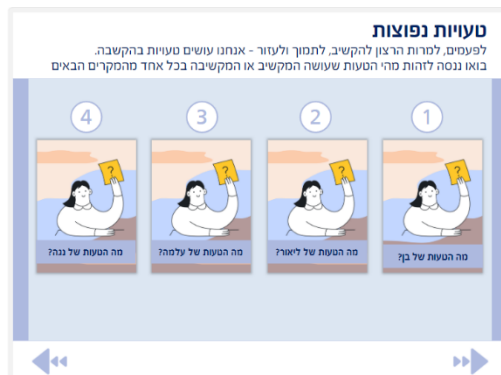 טעויות נפוצות
לפעמים, למרות הרצון להקשיב, לתמוך ולעזור - אנחנו עושים טעויות בהקשבה.
בואו ננסה לזהות מהי הטעות שעושה המקשיב או המקשיבה בכל אחד מהמקרים הבאים
1
2
3
4
?
?
?
?
מה הטעות של בן?
מה הטעות של ליאור?
מה הטעות של עלמה?
מה הטעות של נגה?